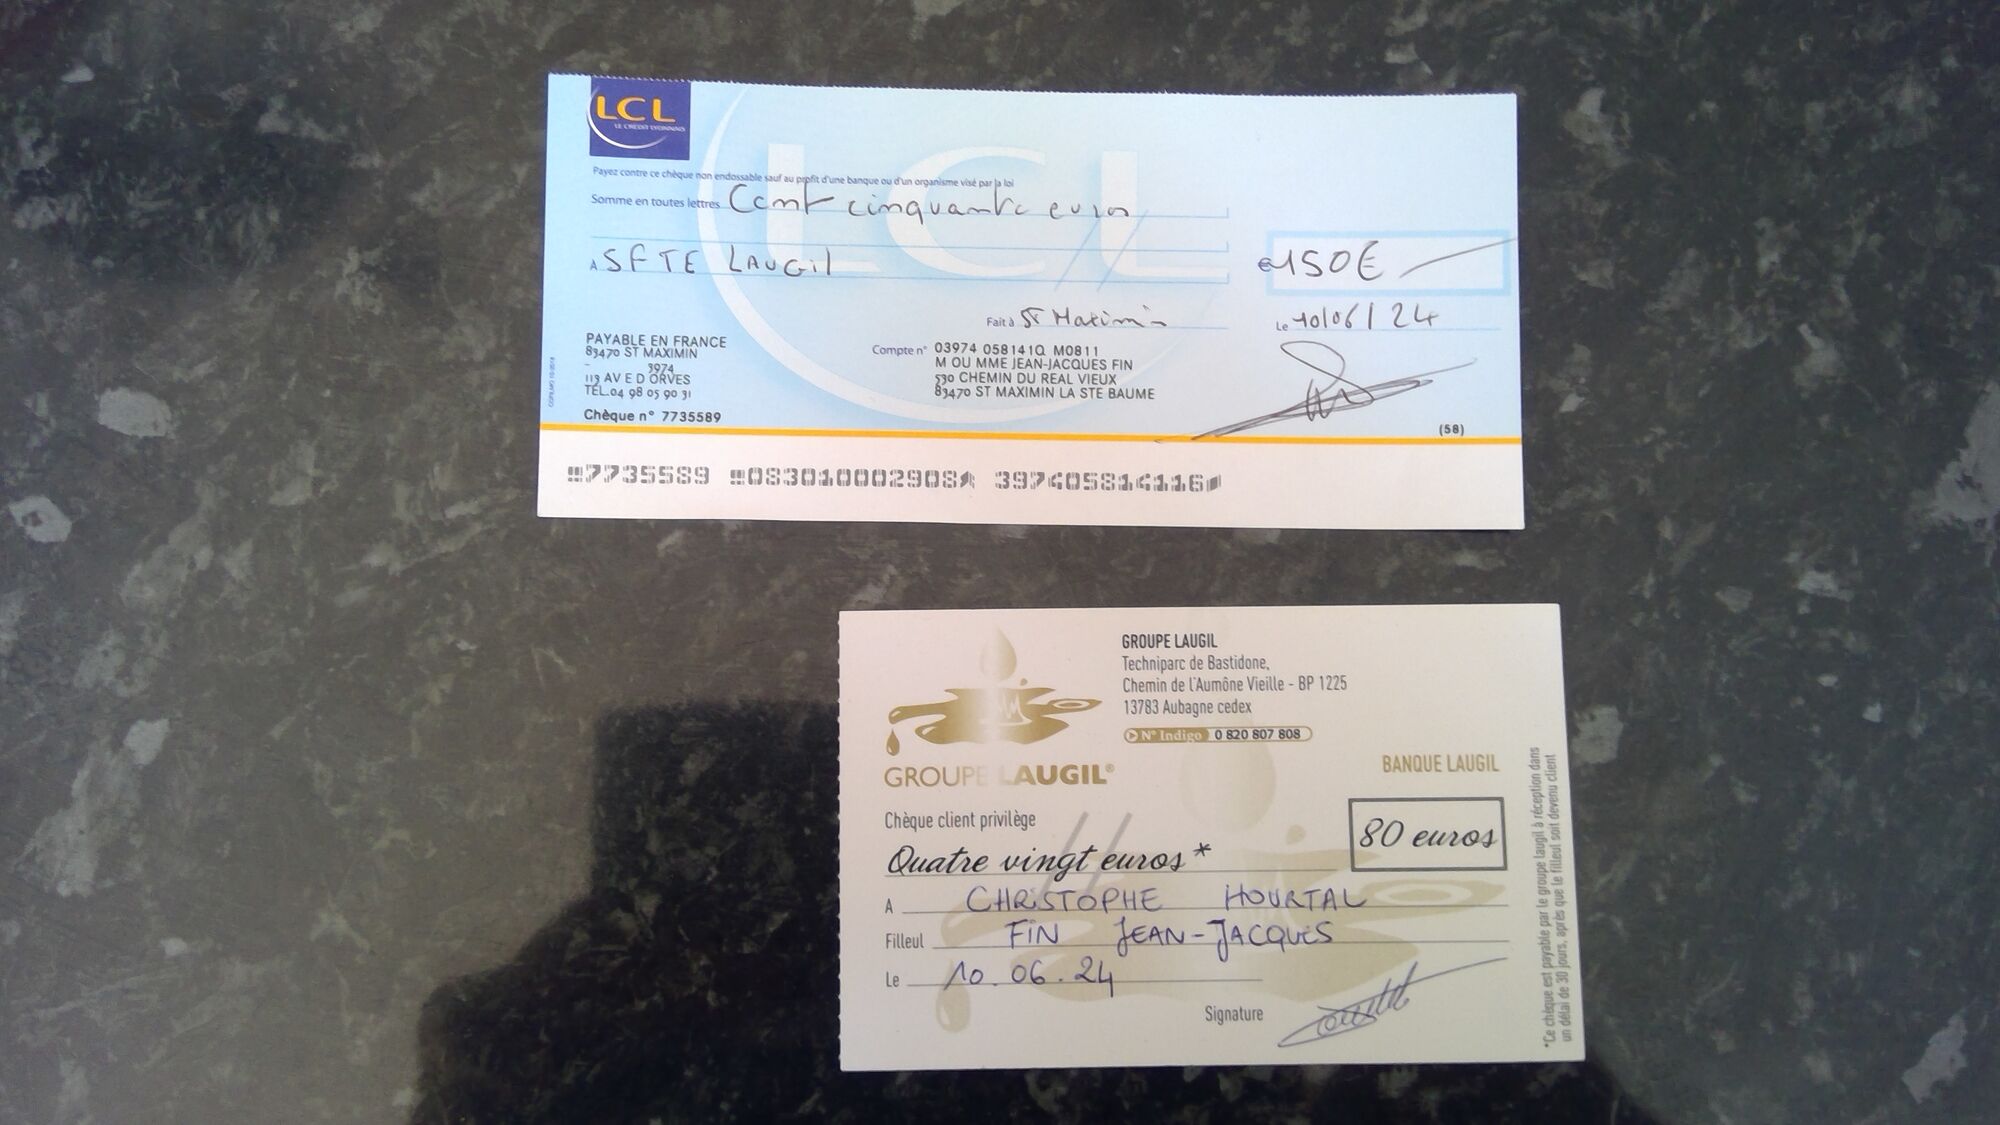 LCL
LE CREDIT LYONNAIS
Payez contre ce chèque non endossable sauf au profit d'une banque ou d'un organisme visé par la loi
Somme en toutes lettres Cent cinquante euros
A SFTE LAUGIL €150€
Fait à St Maximin Le 10/06/24
PAYABLE EN FRANCE
83470 ST MAXIMIN
- 3974
113 AV E D ORVES
TEL.04 98 05 90 31
Chèque n° 7735589
Compte n° 03974 058141Q M0811
M OU MME JEAN-JACQUES FIN
530 CHEMIN DU REAL VIEUX
83470 ST MAXIMIN LA STE BAUME
(58)
7735589 083010002908 397405814116
GROUPE LAUGIL
Techniparc de Bastidone,
Chemin de l'Aumône Vieille - BP 1225
13783 Aubagne cedex
N° Indigo 0 820 807 808
GROUPE LAUGIL®
BANQUE LAUGIL
Chèque client privilège
Quatre vingt euros* 80 euros
A CHRISTOPHE HOURTAL
Filleul FIN JEAN-JACQUES
Le 10.06.24
Signature
*Ce chèque est payable par le groupe laugil à réception dans
un délai de 30 jours, après que le filleul soit devenu client